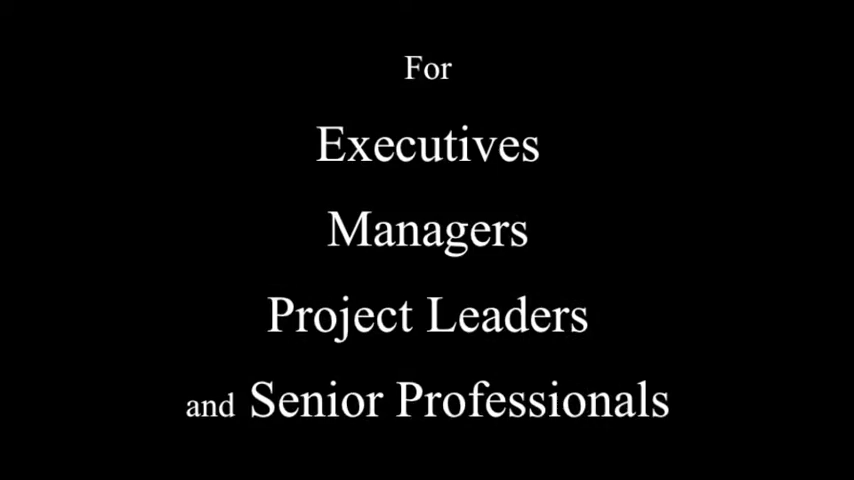 For
Executives
Managers
Project Leaders
and Senior Professionals